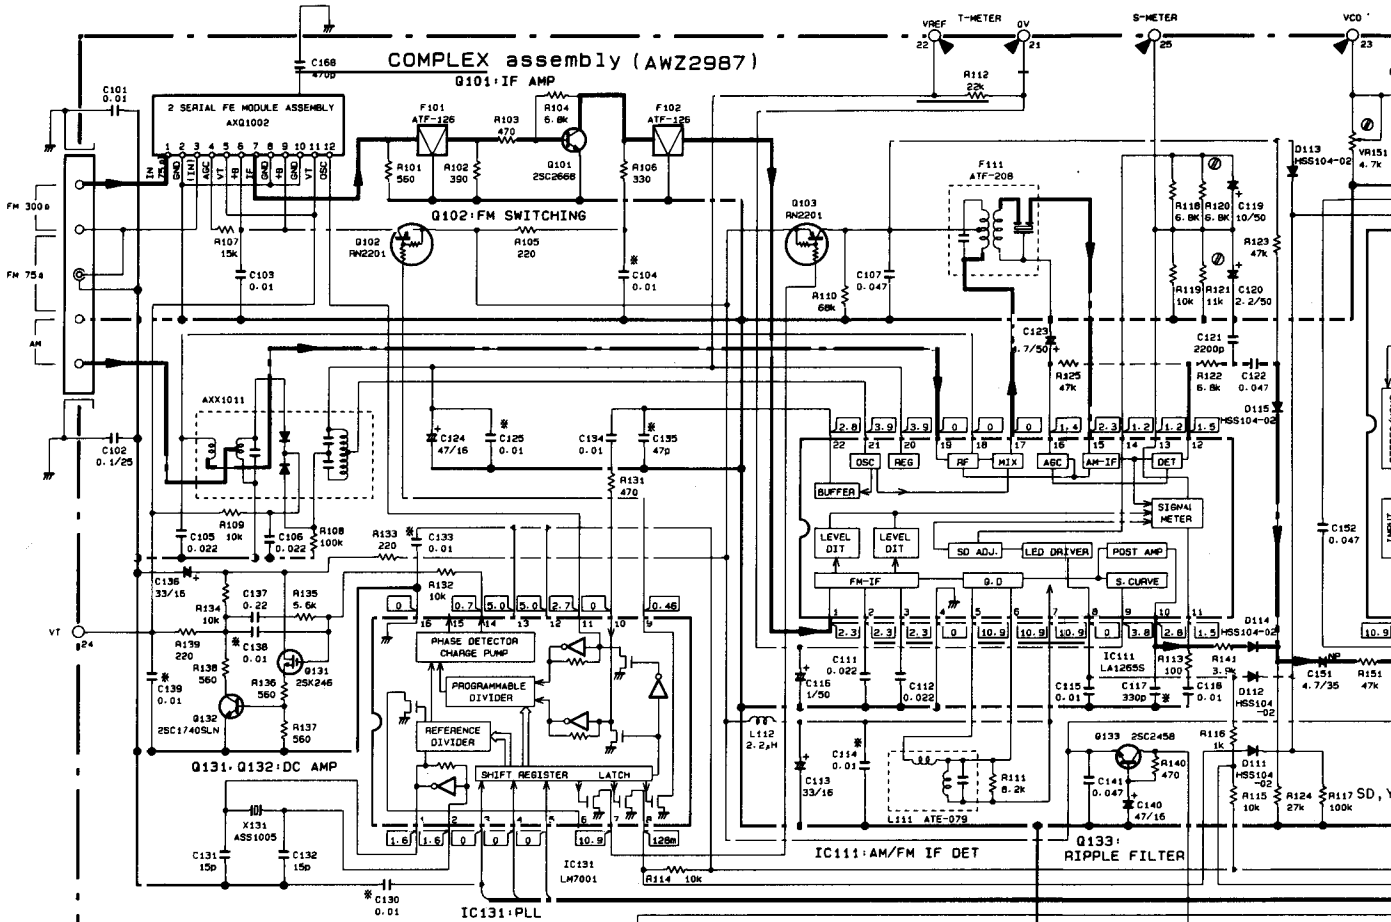 VREF
22
T-METER
0V
21
S-METER
25
VCO
23
COMPLEX assembly (AWZ2987)
Q101:IF AMP
C168
470p
C101
0.01
2 SERIAL FE MODULE ASSEMBLY
AXQ1002
1 2 3 4 5 6 7 8 9 10 11 12
IN 75Ω
GND
(IN)
AGC
VT
+B
IF
GND
+B
GND
VT
OSC
F101
ATF-126
R103
470
R104
6.8k
Q101
2SC2668
F102
ATF-126
R101
560
R102
390
R106
330
R112
22k
F111
ATF-208
D113
HSS104-02
VR151
4.7k
FM 300Ω
FM 75Ω
AM
Q102:FM SWITCHING
Q102
RN2201
R107
15k
R105
220
C103
0.01
C104
0.01
Q103
RN2201
R110
68k
C107
0.047
R118
6.8K
R120
6.8K
C119
10/50
R123
47k
R119
10k
R121
11k
C120
2.2/50
C121
2200p
C123
4.7/50
R125
47k
R122
6.8k
C122
0.047
D115
HSS104-02
AXX1011
C102
0.1/25
C124
47/16
C125
0.01
C134
0.01
C135
47p
R131
470
R109
10k
C105
0.022
C106
0.022
R108
100k
R133
220
C133
0.01
R132
10k
2.8 3.9 3.9 0 0 0 1.4 2.3 1.2 1.2 1.5
22 21 20 19 18 17 16 15 14 13 12
OSC
REG
RF
MIX
AGC
AM-IF
DET
BUFFER
SIGNAL
METER
LEVEL
DIT
LEVEL
DIT
SD ADJ.
LED DRIVER
POST AMP
FM-IF
Q.D
S.CURVE
1 2 3 4 5 6 7 8 9 10 11
2.3 2.3 2.3 0 10.9 10.9 10.9 0 3.8 2.8 1.5
IC111
LA1265S
C152
0.047
C136
33/16
R134
10k
C137
0.22
R135
5.6k
C138
0.01
VT
24
R139
220
R138
560
R136
560
Q131
2SK246
C139
0.01
Q132
2SC1740SLN
R137
560
Q131,Q132:DC AMP
0 0.7 5.0 5.0 2.7 0 0.46
16 15 14 13 12 11 10 9
PHASE DETECTOR
CHARGE PUMP
PROGRAMMABLE
DIVIDER
REFERENCE
DIVIDER
SHIFT REGISTER LATCH
1 2 3 4 5 6 7 8
1.6 1.6 0 0 0 10.9 128m
IC131
LM7001
IC131:PLL
X131
ASS1005
C131
15p
C132
15p
C130
0.01
R114 10k
C116
1/50
C111
0.022
C112
0.022
L112
2.2μH
C113
33/16
C114
0.01
R111
8.2k
L111 ATE-079
IC111:AM/FM IF DET
C115
0.01
C117
330p
R113
100
C118
0.01
R141
D114
HSS104-02
D112
HSS104
-02
NP
C151
4.7/35
R151
47k
10.9
Q133 2SC2458
R140
470
C141
0.047
C140
47/16
Q133:
RIPPLE FILTER
R116
1k
D111
HSS104
-02
R115
10k
R124
27k
R117
100k
SD,
INPUT